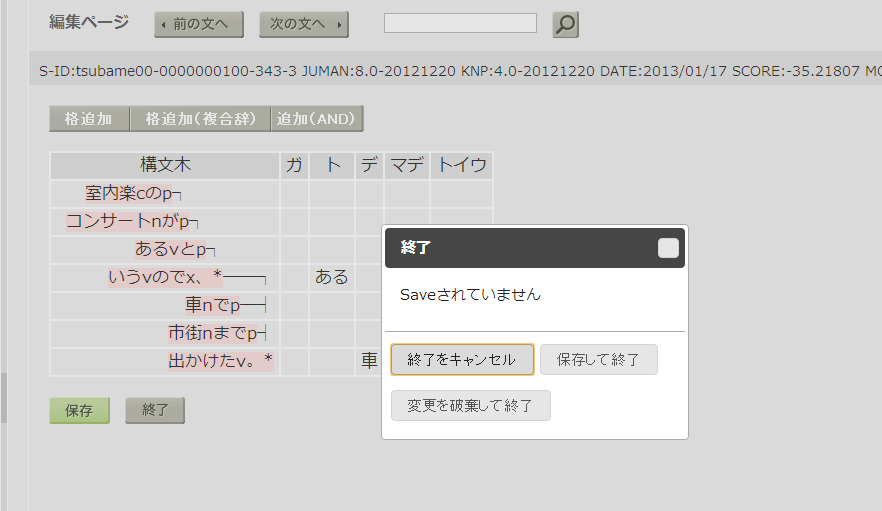 編集ページ 前の文へ 次の文へ
S-ID:tsubame00-0000000100-343-3 JUMAN:8.0-20121220 KNP:4.0-20121220 DATE:2013/01/17 SCORE:-35.21807 MO
格追加 格追加(複合辞) 追加(AND)
構文木 ガ ト デ マデ トイウ
室内楽cのp┐
コンサートnがp┐
あるvとp┐
いうvのでx、*──┐ ある
車nでp─┤
市街nまでp┤
出かけたv。* 車
保存 終了
終了
Saveされていません
終了をキャンセル 保存して終了
変更を破棄して終了